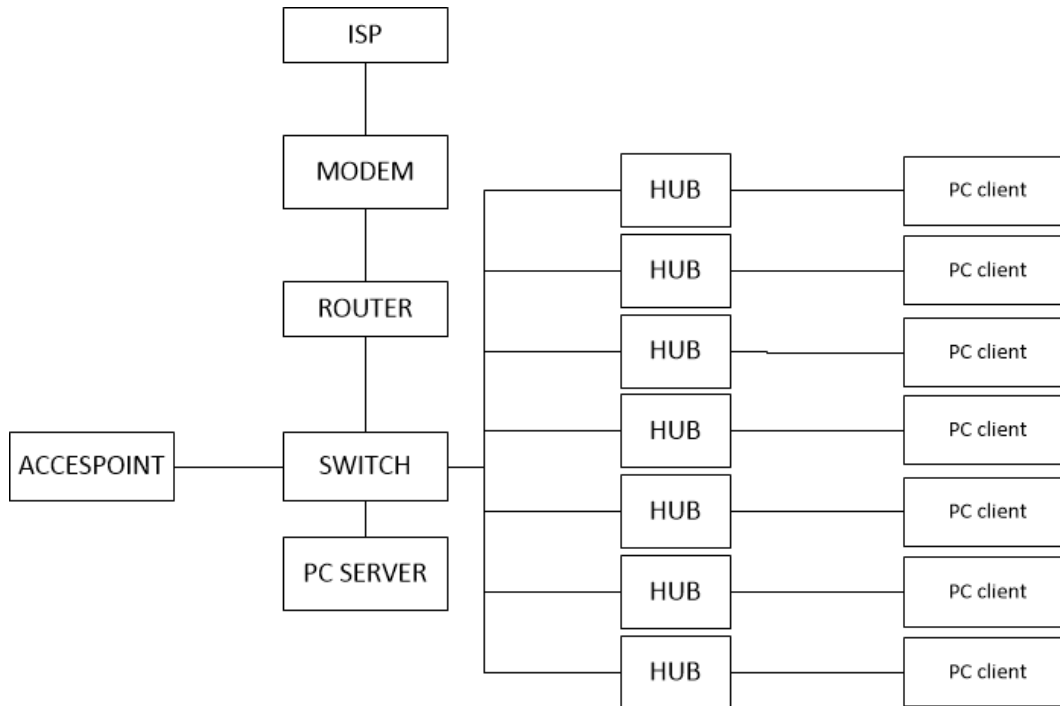 ISP
MODEM
ROUTER
ACCESPOINT
SWITCH
PC SERVER
HUB
PC client
HUB
PC client
HUB
PC client
HUB
PC client
HUB
PC client
HUB
PC client
HUB
PC client